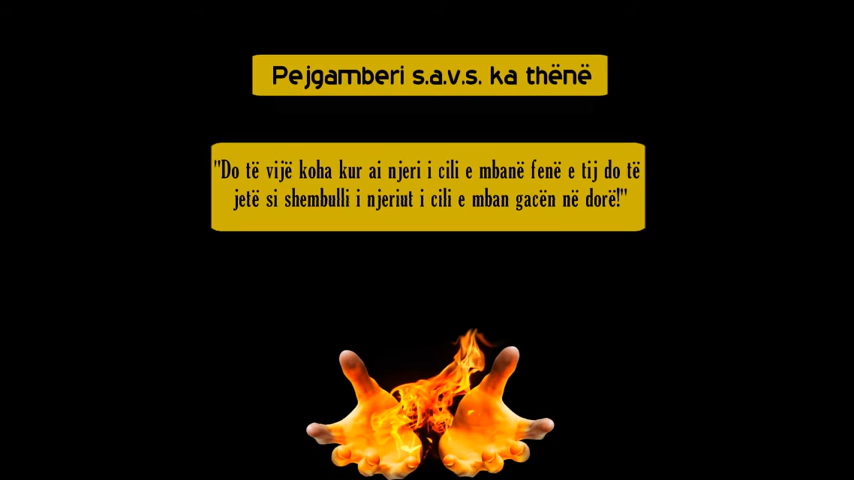 Pejgamberi s.a.v.s. ka thënë
"Do të vijë koha kur ai njeri i cili e mbanë fenë e tij do të
jetë si shembulli i njeriut i cili e mban gacën në dorë!"